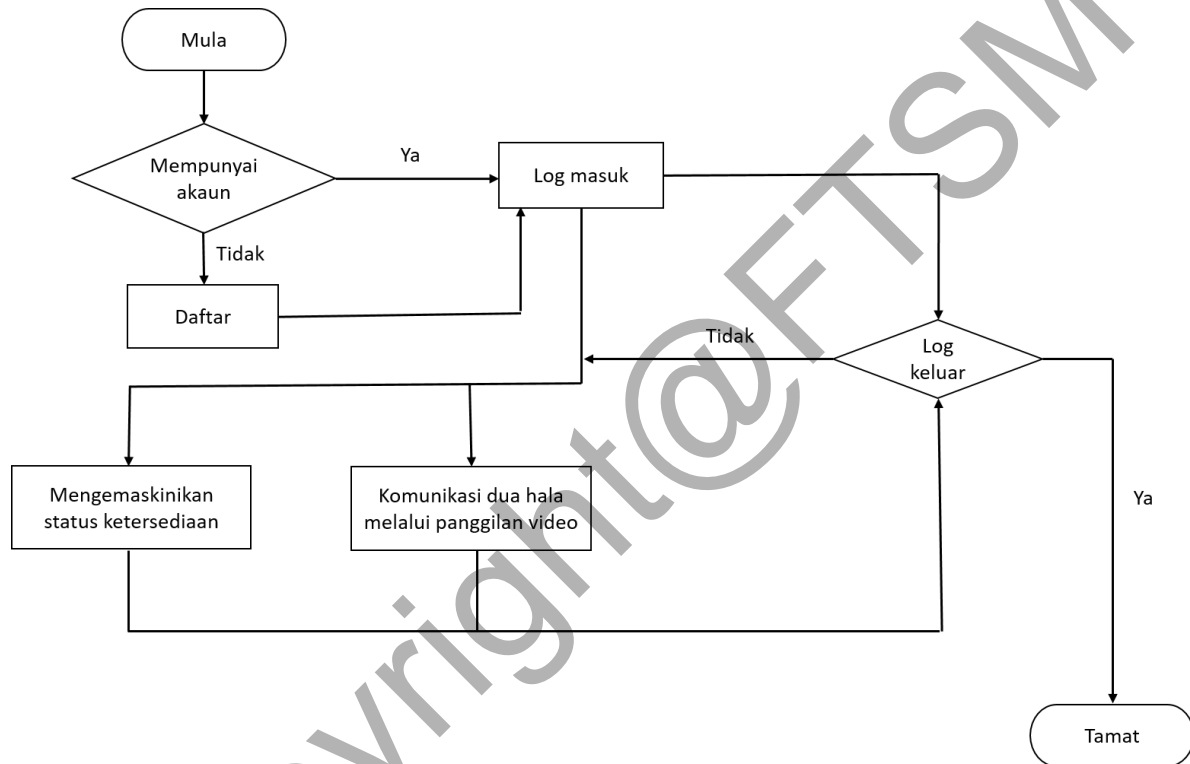 Mula
Mempunyai
akaun
Ya
Log masuk
Tidak
Daftar
Tidak
Log
keluar
Mengemaskinikan
status ketersediaan
Komunikasi dua hala
melalui panggilan video
Ya
Tamat
yright@FTSM